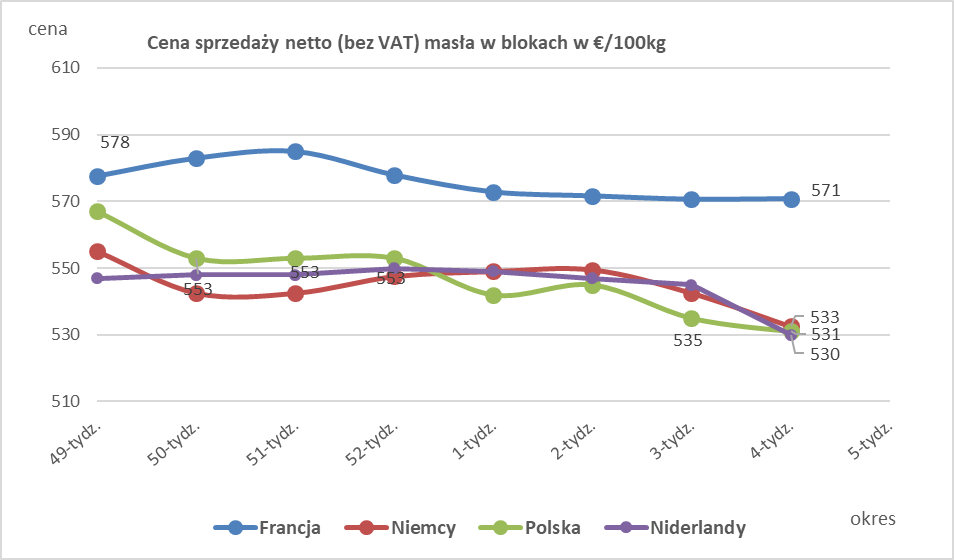 cena
Cena sprzedaży netto (bez VAT) masła w blokach w €/100kg
610
590
570
550
530
510
578
553
553
553
535
571
533
531
530
49-tydz.
50-tydz.
51-tydz.
52-tydz.
1-tydz.
2-tydz.
3-tydz.
4-tydz.
5-tydz.
okres
Francja Niemcy Polska Niderlandy